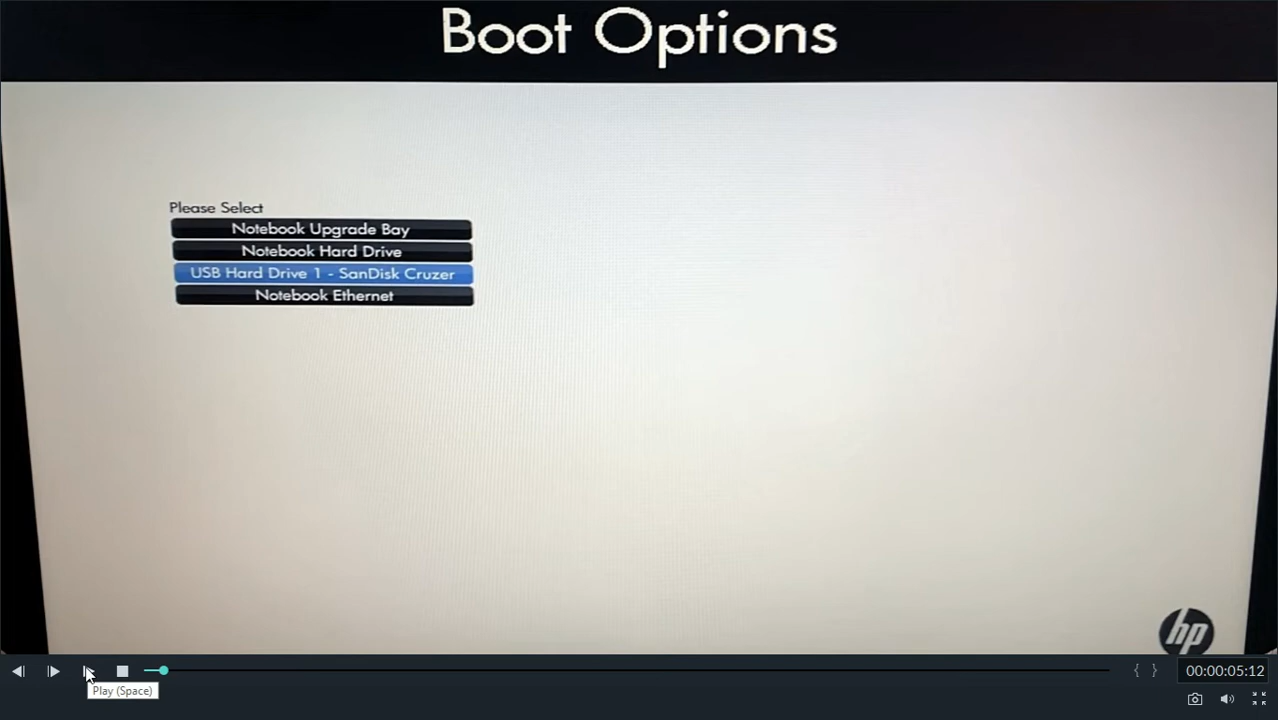 Boot Options
Please Select
Notebook Upgrade Bay
Notebook Hard Drive
USB Hard Drive 1 - SanDisk Cruzer
Notebook Ethernet
hp
{ }
00:00:05:12
Play (Space)